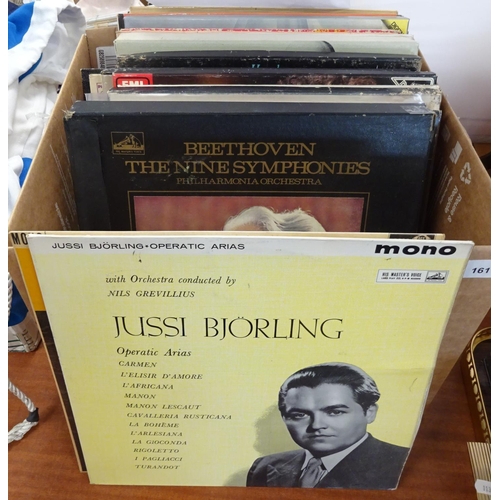 EMI
BEETHOVEN
THE NINE SYMPHONIES
PHILHARMONIA ORCHESTRA
161
JUSSI BJÖRLING • OPERATIC ARIAS
mono
HIS MASTER'S VOICE
with Orchestra conducted by
NILS GREVILLIUS
JUSSI BJÖRLING
Operatic Arias
CARMEN
L'ELISIR D'AMORE
L'AFRICANA
MANON
MANON LESCAUT
CAVALLERIA RUSTICANA
LA BOHÈME
L'ARLESIANA
LA GIOCONDA
RIGOLETTO
I PAGLIACCI
TURANDOT